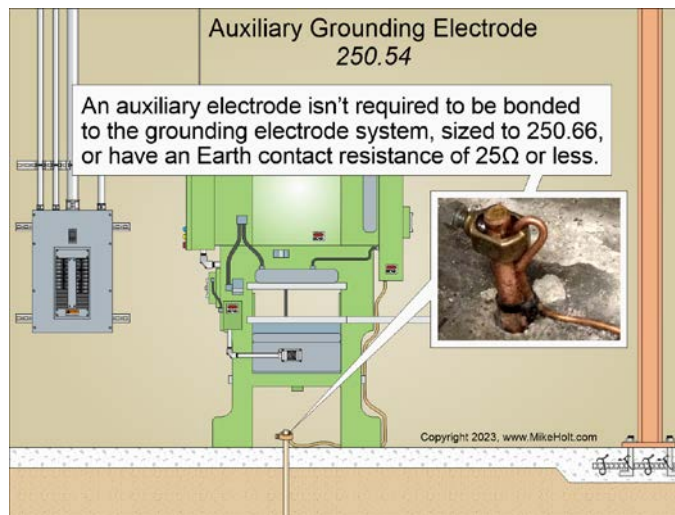 Auxiliary Grounding Electrode
250.54
An auxiliary electrode isn't required to be bonded
to the grounding electrode system, sized to 250.66,
or have an Earth contact resistance of 25Ω or less.
Copyright 2023, www.MikeHolt.com